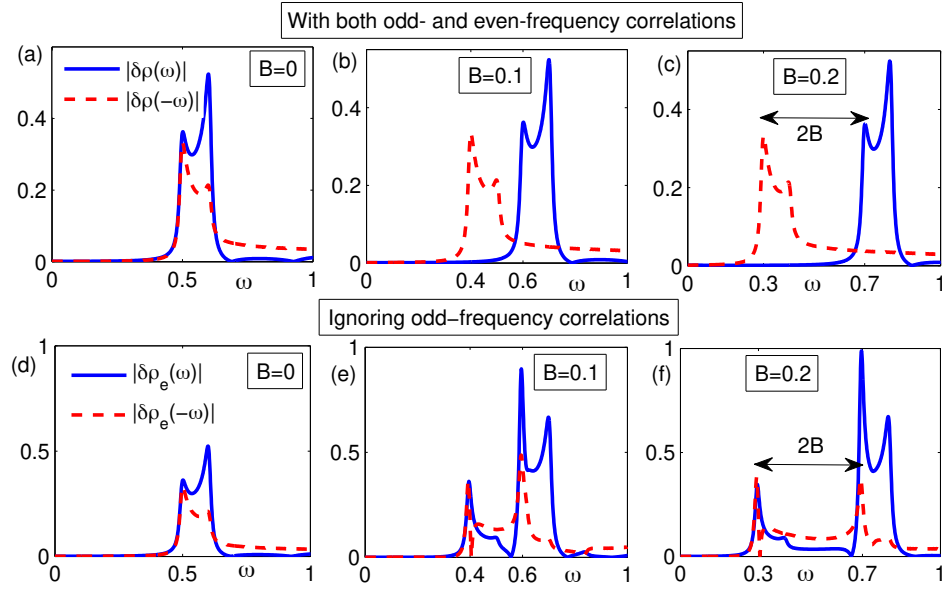 With both odd- and even-frequency correlations
(a)
B=0
|δρ(ω)|
|δρ(-ω)|
0.4
0.2
0
0
0.5
ω
1
(b)
B=0.1
0.4
0.2
0
0
0.4
0.6
ω
1
(c)
B=0.2
2B
0.4
0.2
0
0
0.3
0.7
ω
1
Ignoring odd–frequency correlations
(d)
B=0
|δρe(ω)|
|δρe(-ω)|
1
0.5
0
0
0.5
ω
1
(e)
B=0.1
1
0.5
0
0
0.4
0.6
ω
1
(f)
B=0.2
2B
1
0.5
0
0
0.3
0.7
ω
1